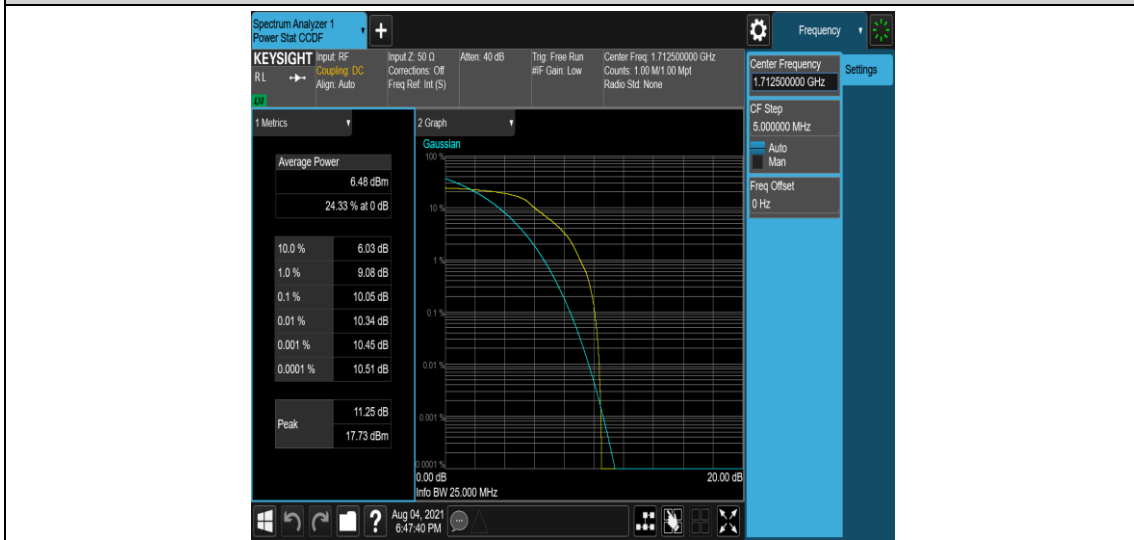 Spectrum Analyzer 1
Power Stat CCDF
+
Frequency
KEYSIGHT
RL
LXI
Input: RF
Coupling: DC
Align: Auto
Input Z: 50 Ω
Corrections: Off
Freq Ref: Int (S)
Atten: 40 dB
Trig: Free Run
#IF Gain: Low
Center Freq: 1.712500000 GHz
Counts: 1.00 M/1.00 Mpt
Radio Std: None
Center Frequency
1.712500000 GHz
Settings
CF Step
5.000000 MHz
Auto
Man
Freq Offset
0 Hz
1 Metrics
Average Power
6.48 dBm
24.33 % at 0 dB
10.0 % 6.03 dB
1.0 % 9.08 dB
0.1 % 10.05 dB
0.01 % 10.34 dB
0.001 % 10.45 dB
0.0001 % 10.51 dB
Peak
11.25 dB
17.73 dBm
2 Graph
Gaussian
100 %
10 %
1 %
0.1 %
0.01 %
0.001 %
0.0001 %
0.00 dB 20.00 dB
Info BW 25.000 MHz
?
Aug 04, 2021
6:47:40 PM